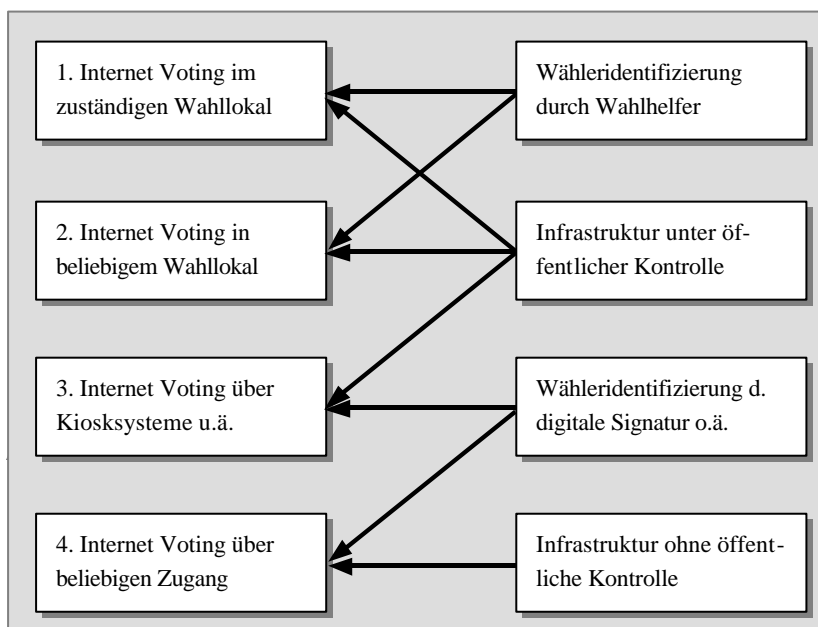 1. Internet Voting im
zuständigen Wahllokal
Wähleridentifizierung
durch Wahlhelfer
2. Internet Voting in
beliebigem Wahllokal
Infrastruktur unter öf-
fentlicher Kontrolle
3. Internet Voting über
Kiosksysteme u.ä.
Wähleridentifizierung d.
digitale Signatur o.ä.
4. Internet Voting über
beliebigen Zugang
Infrastruktur ohne öffent-
liche Kontrolle